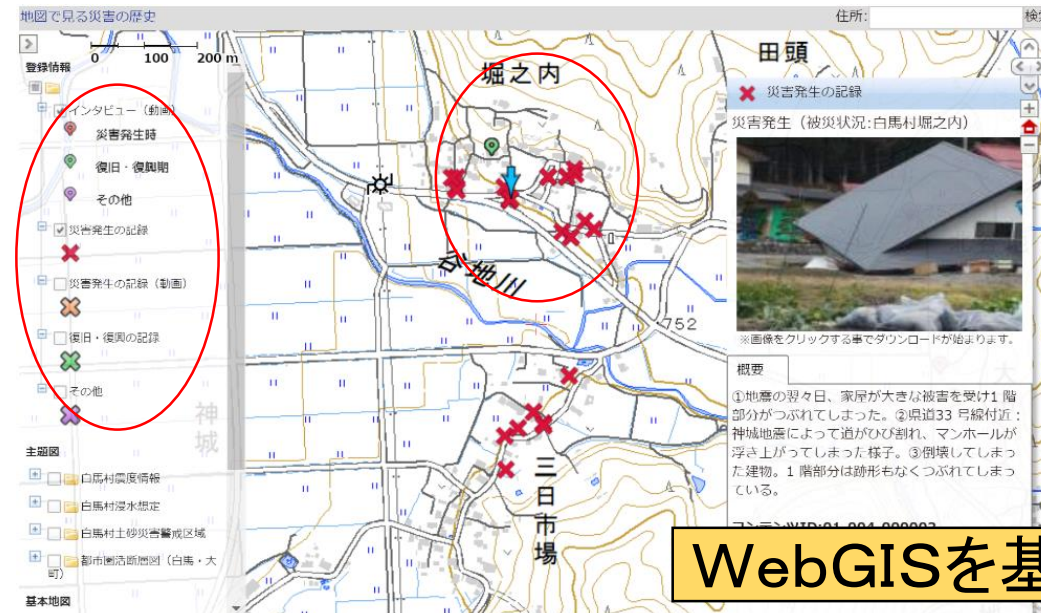 地図で見る災害の歴史
住所:
0 100 200 m
登録情報
インタビュー（動画）
災害発生時
復旧・復興期
その他
災害発生の記録
災害発生の記録（動画）
復旧・復興の記録
その他
主題図
白馬村震度情報
白馬村浸水想定
白馬村土砂災害警戒区域
都市圏活断層図（白馬・大町）
基本地図
堀之内
田頭
谷地川
752
神城
三日市場
災害発生の記録
災害発生（被災状況:白馬村堀之内）
※画像をクリックする事でダウンロードが始まります。
概要
①地震の翌々日、家屋が大きな被害を受け1 階
部分がつぶれてしまった。②県道33 号線付近：
神城地震によって道がひび割れ、マンホールが
浮き上がってしまった様子。③倒壊してしまっ
た建物。1 階部分は跡形もなくつぶれてしまっ
ている。
WebGISを基